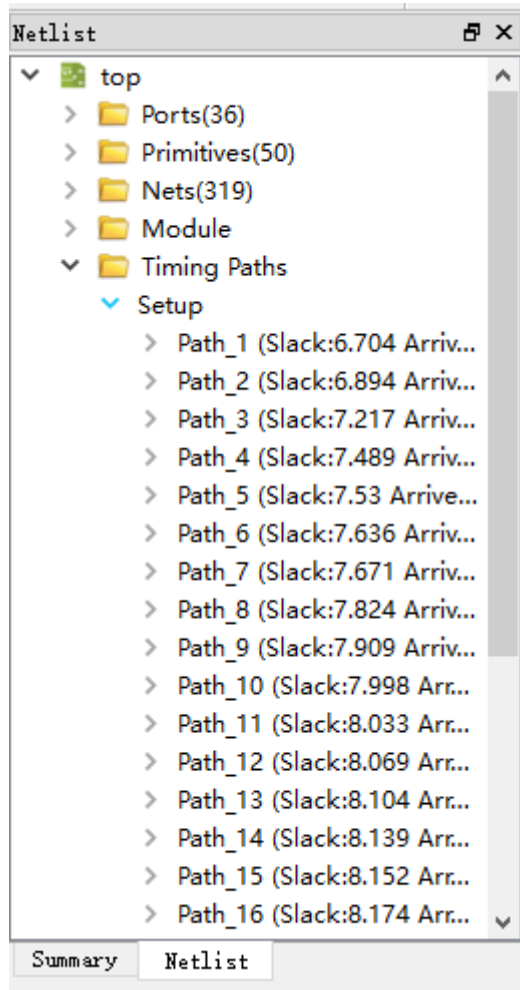 Netlist
top
Ports(36)
Primitives(50)
Nets(319)
Module
Timing Paths
Setup
Path_1 (Slack:6.704 Arriv...
Path_2 (Slack:6.894 Arriv...
Path_3 (Slack:7.217 Arriv...
Path_4 (Slack:7.489 Arriv...
Path_5 (Slack:7.53 Arrive...
Path_6 (Slack:7.636 Arriv...
Path_7 (Slack:7.671 Arriv...
Path_8 (Slack:7.824 Arriv...
Path_9 (Slack:7.909 Arriv...
Path_10 (Slack:7.998 Arr...
Path_11 (Slack:8.033 Arr...
Path_12 (Slack:8.069 Arr...
Path_13 (Slack:8.104 Arr...
Path_14 (Slack:8.139 Arr...
Path_15 (Slack:8.152 Arr...
Path_16 (Slack:8.174 Arr...
Summary Netlist